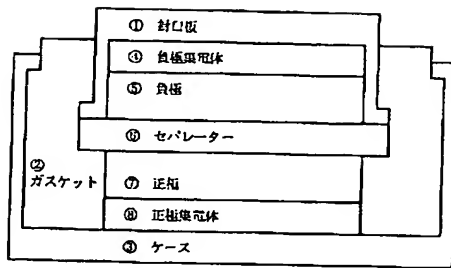 ① 封口板
④ 負極集電体
⑤ 負極
⑥ セパレーター
②
ガスケット
⑦ 正極
⑧ 正極集電体
③ ケース